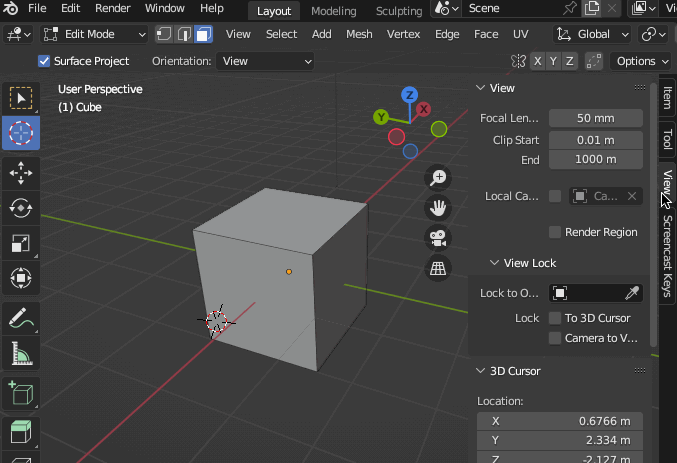 File Edit Render Window Help Layout Modeling Sculpting Scene Vi
Edit Mode View Select Add Mesh Vertex Edge Face UV Global
Surface Project Orientation: View X Y Z Options
User Perspective
(1) Cube
Z
X
Y
View
Focal Len... 50 mm
Clip Start 0.01 m
End 1000 m
Local Ca... Ca...
Render Region
View Lock
Lock to O...
Lock To 3D Cursor
Camera to V...
3D Cursor
Location:
X 0.6766 m
Y 2.334 m
Z -2.127 m
Item
Tool
View
Screencast Keys